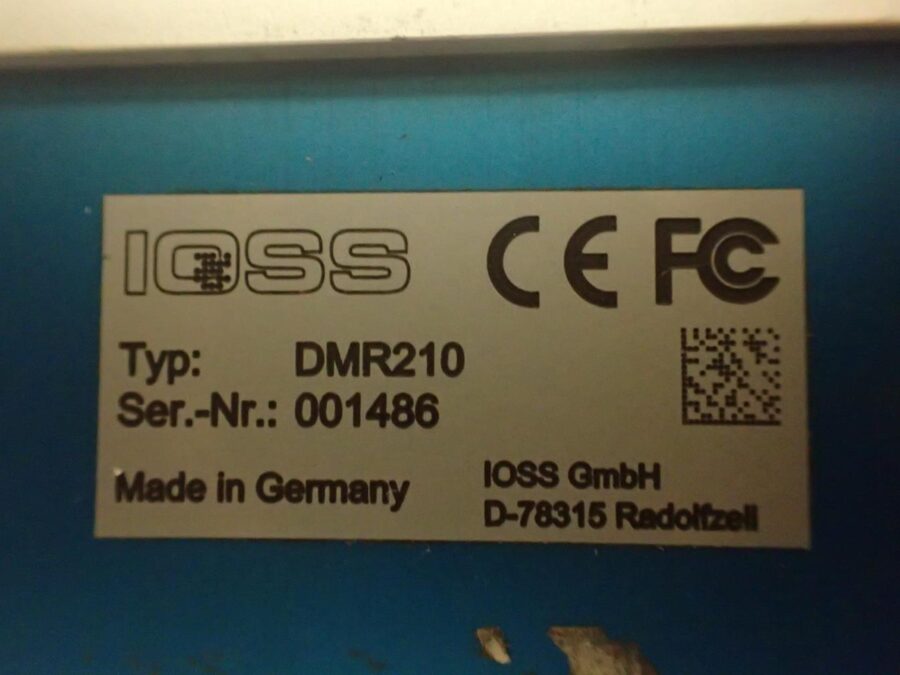 IOSS CE FC
Typ: DMR210
Ser.-Nr.: 001486
Made in Germany
IOSS GmbH
D-78315 Radolfzell